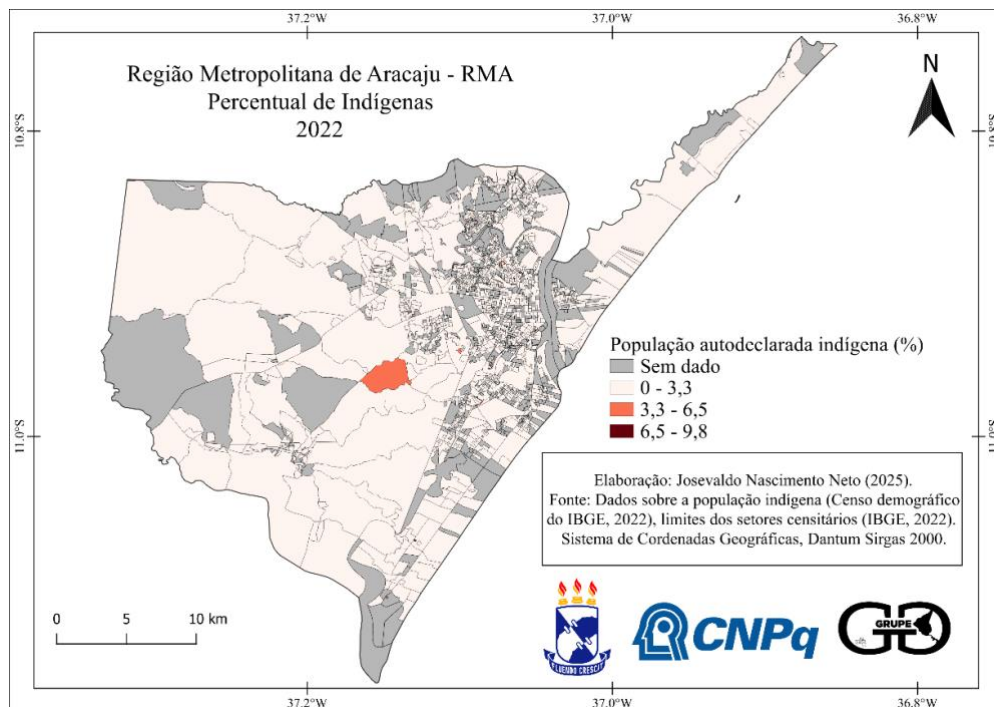 37.2°W
37.0°W
36.8°W
Região Metropolitana de Aracaju - RMA
Percentual de Indígenas
2022
N
10.8°S
10.8°S
População autodeclarada indígena (%)
Sem dado
0 - 3,3
3,3 - 6,5
6,5 - 9,8
11.0°S
11.0°S
Elaboração: Josevaldo Nascimento Neto (2025).
Fonte: Dados sobre a população indígena (Censo demográfico
do IBGE, 2022), limites dos setores censitários (IBGE, 2022).
Sistema de Cordenadas Geográficas, Dantum Sirgas 2000.
0 5 10 km
CNPq
GRUPE
37.2°W
37.0°W
36.8°W